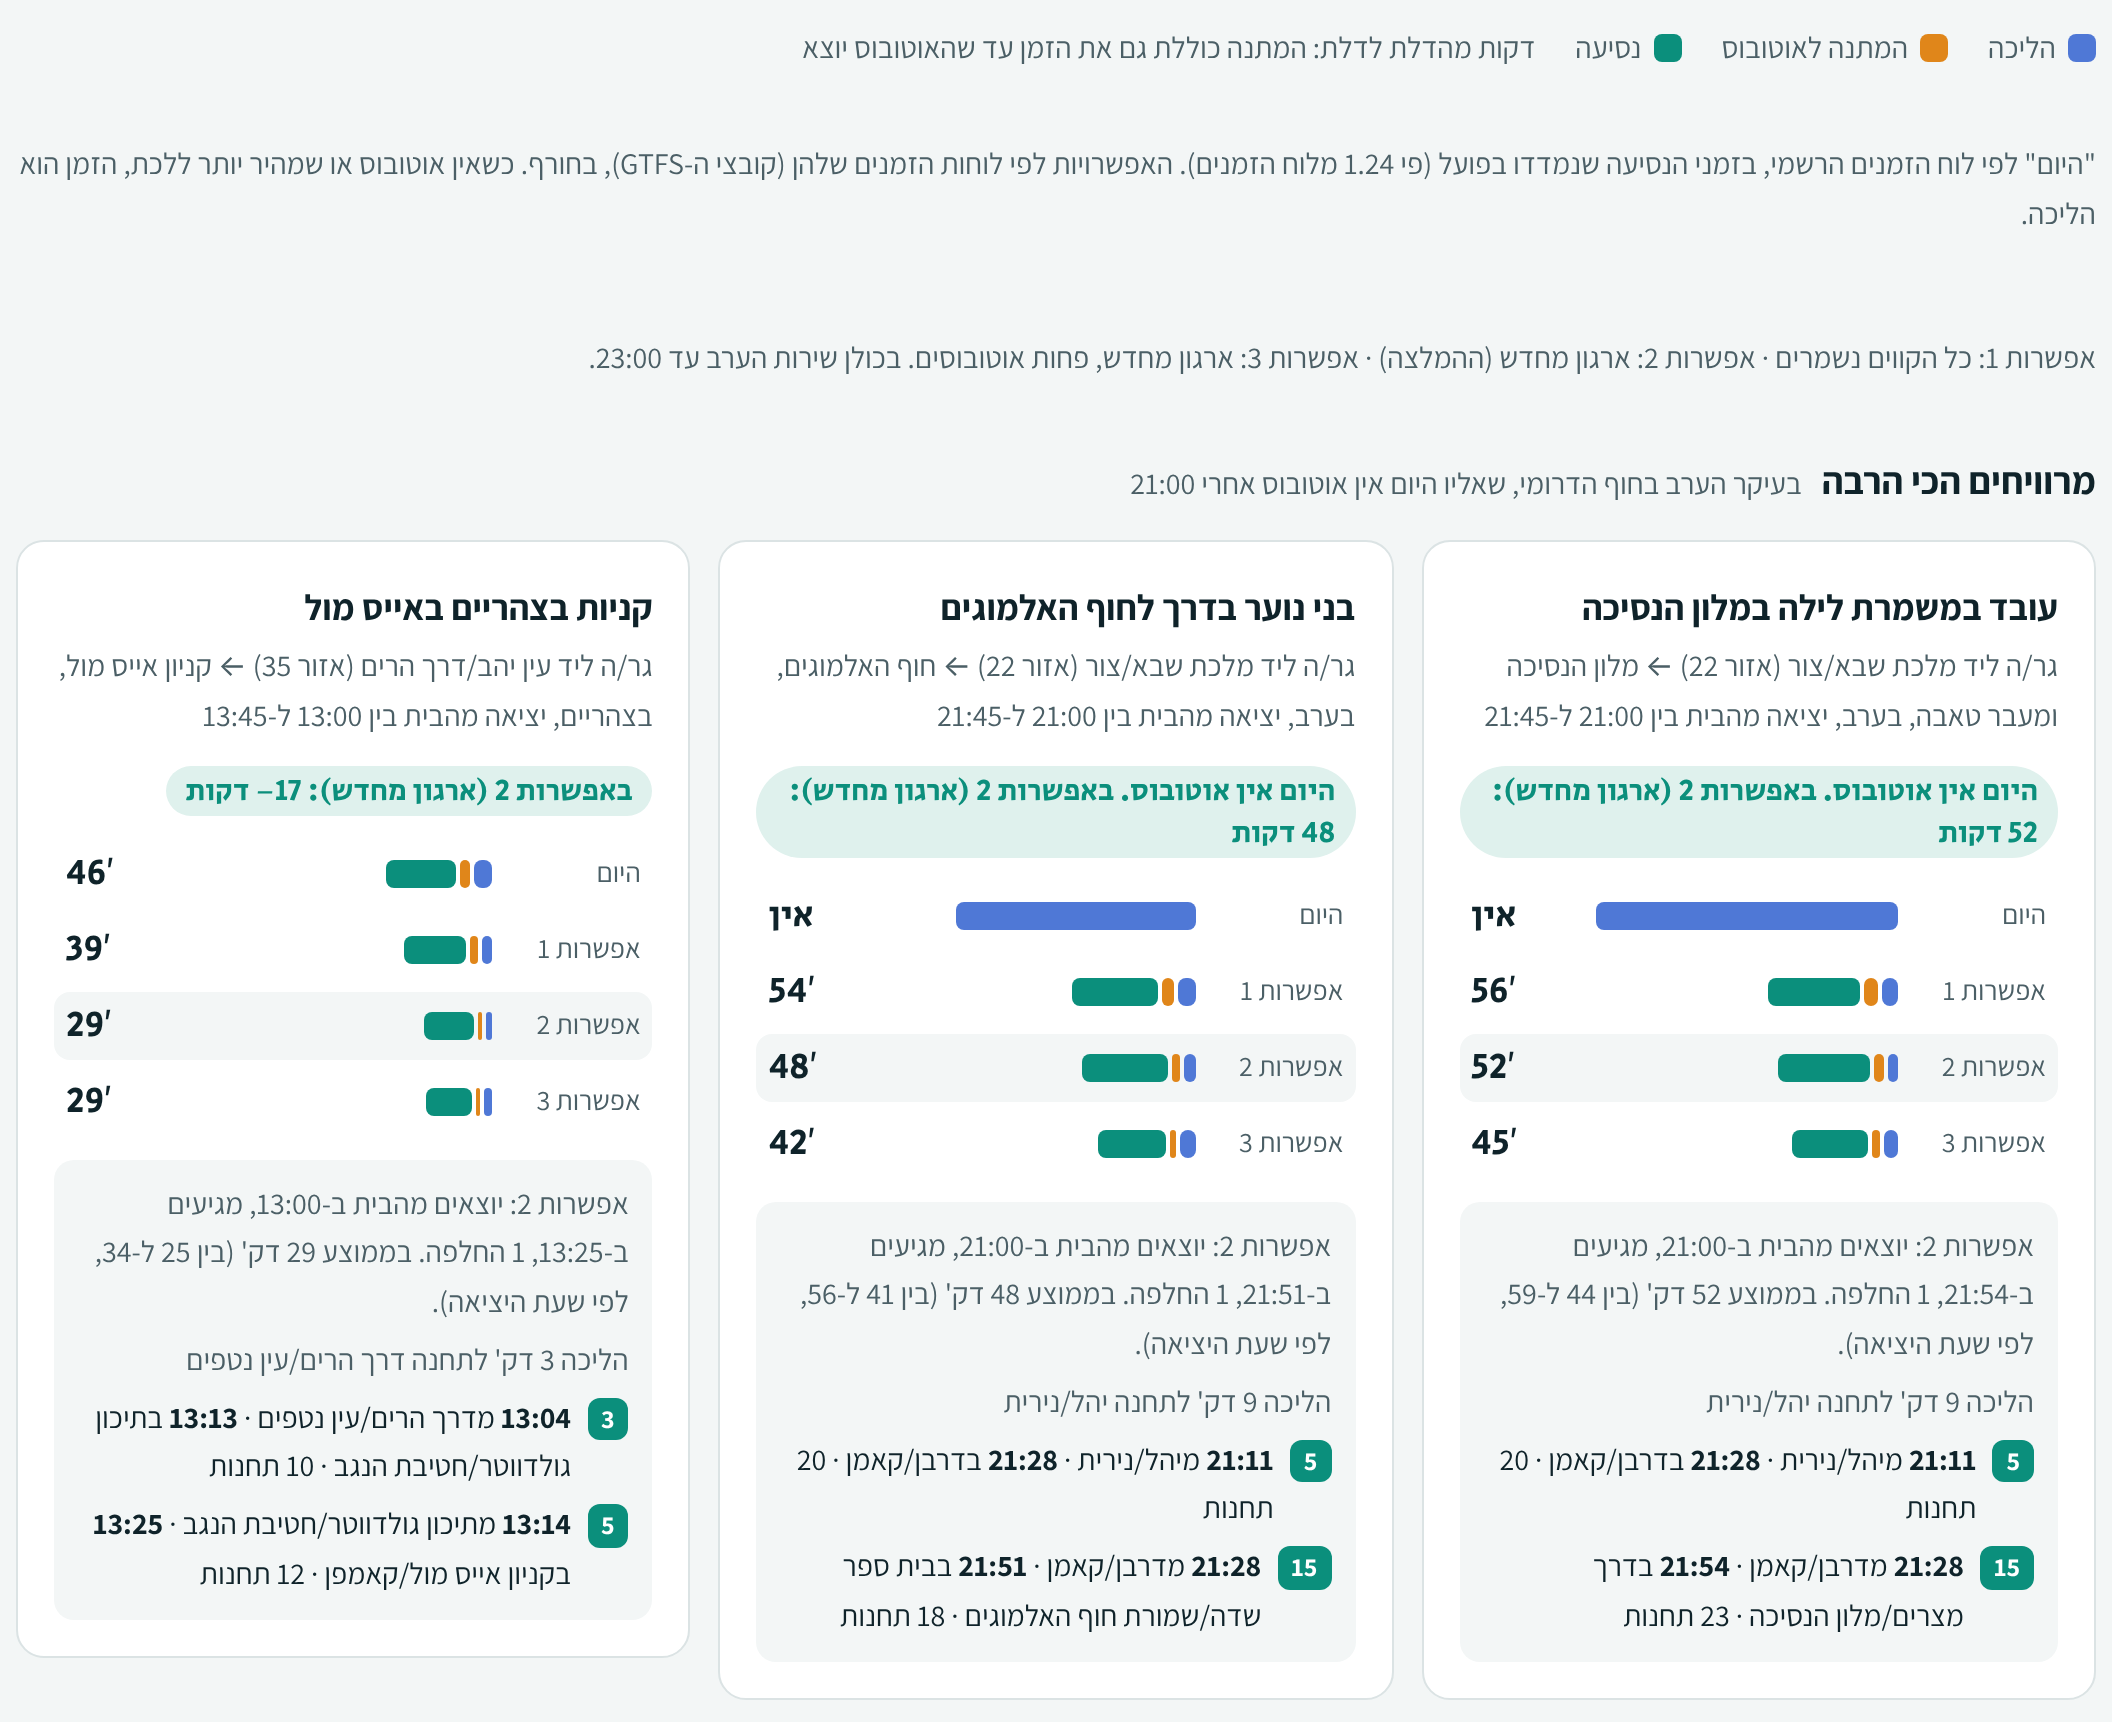 הליכה
המתנה לאוטובוס
נסיעה
דקות מהדלת לדלת: המתנה כוללת גם את הזמן עד שהאוטובוס יוצא
"היום" לפי לוח הזמנים הרשמי, בזמני הנסיעה שנמדדו בפועל (פי 1.24 מלוח הזמנים). האפשרויות לפי לוחות הזמנים שלהן (קובצי ה-GTFS), בחורף. כשאין אוטובוס או שמהיר יותר ללכת, הזמן הוא
הליכה.
אפשרות 1: כל הקווים נשמרים · אפשרות 2: ארגון מחדש (ההמלצה) · אפשרות 3: ארגון מחדש, פחות אוטובוסים. בכולן שירות הערב עד 23:00.
מרוויחים הכי הרבה בעיקר הערב בחוף הדרומי, שאליו היום אין אוטובוס אחרי 21:00
עובד במשמרת לילה במלון הנסיכה
גר/ה ליד מלכת שבא/צור (אזור 22) ← מלון הנסיכה
ומעבר טאבה, בערב, יציאה מהבית בין 21:00 ל-21:45
היום אין אוטובוס. באפשרות 2 (ארגון מחדש):
52 דקות
היום אין
אפשרות 1 56′
אפשרות 2 52′
אפשרות 3 45′
אפשרות 2: יוצאים מהבית ב-21:00, מגיעים
ב-21:54, 1 החלפה. בממוצע 52 דק' (בין 44 ל-59,
לפי שעת היציאה).
הליכה 9 דק' לתחנה יהל/נירית
5 21:11 מיהל/נירית · 21:28 בדרבן/קאמן · 20
תחנות
15 21:28 מדרבן/קאמן · 21:54 בדרך
מצרים/מלון הנסיכה · 23 תחנות
בני נוער בדרך לחוף האלמוגים
גר/ה ליד מלכת שבא/צור (אזור 22) ← חוף האלמוגים,
בערב, יציאה מהבית בין 21:00 ל-21:45
היום אין אוטובוס. באפשרות 2 (ארגון מחדש):
48 דקות
היום אין
אפשרות 1 54′
אפשרות 2 48′
אפשרות 3 42′
אפשרות 2: יוצאים מהבית ב-21:00, מגיעים
ב-21:51, 1 החלפה. בממוצע 48 דק' (בין 41 ל-56,
לפי שעת היציאה).
הליכה 9 דק' לתחנה יהל/נירית
5 21:11 מיהל/נירית · 21:28 בדרבן/קאמן · 20
תחנות
15 21:28 מדרבן/קאמן · 21:51 בבית ספר
שדה/שמורת חוף האלמוגים · 18 תחנות
קניות בצהריים באייס מול
גר/ה ליד עין יהב/דרך הרים (אזור 35) ← קניון אייס מול,
בצהריים, יציאה מהבית בין 13:00 ל-13:45
באפשרות 2 (ארגון מחדש): 17– דקות
היום 46′
אפשרות 1 39′
אפשרות 2 29′
אפשרות 3 29′
אפשרות 2: יוצאים מהבית ב-13:00, מגיעים
ב-13:25, 1 החלפה. בממוצע 29 דק' (בין 25 ל-34,
לפי שעת היציאה).
הליכה 3 דק' לתחנה דרך הרים/עין נטפים
3 13:04 מדרך הרים/עין נטפים · 13:13 בתיכון
גולדווטר/חטיבת הנגב · 10 תחנות
5 13:14 מתיכון גולדווטר/חטיבת הנגב · 13:25
בקניון אייס מול/קאמפן · 12 תחנות